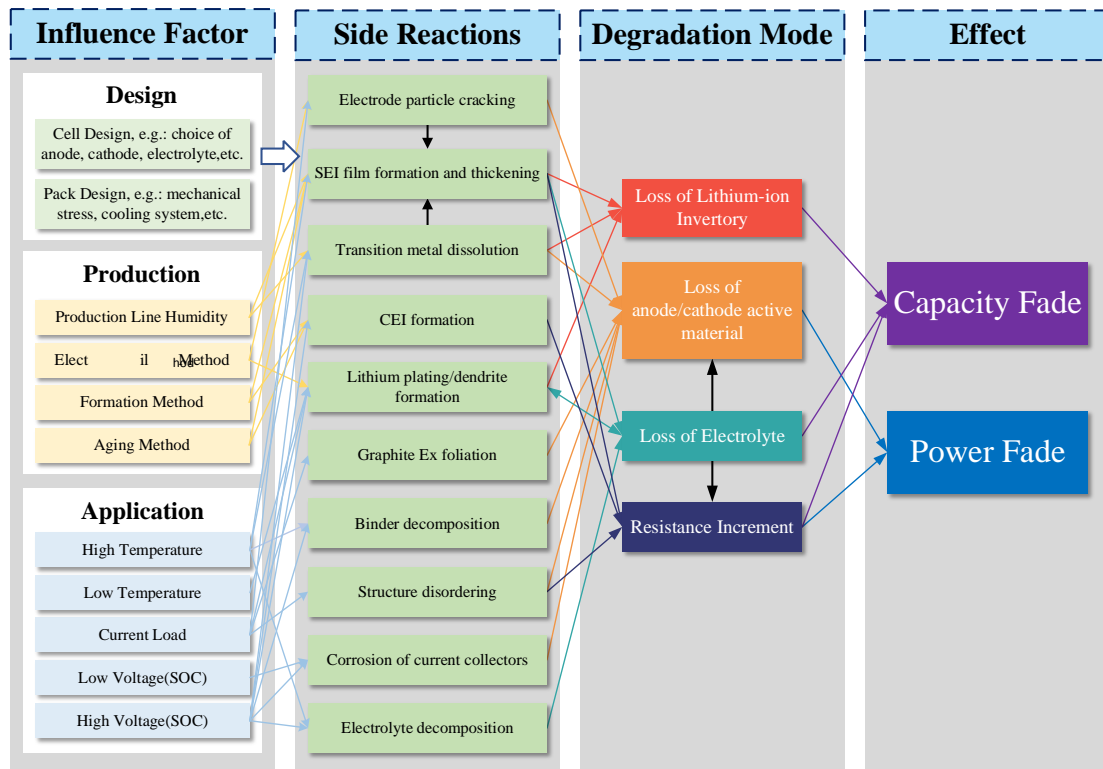 Influence Factor
Side Reactions
Degradation Mode
Effect
Design
Cell Design, e.g.: choice of
anode, cathode, electrolyte,etc.
Pack Design, e.g.: mechanical
stress, cooling system,etc.
Production
Production Line Humidity
Elect il Method
Formation Method
Aging Method
Application
High Temperature
Low Temperature
Current Load
Low Voltage(SOC)
High Voltage(SOC)
Electrode particle cracking
SEI film formation and thickening
Transition metal dissolution
CEI formation
Lithium plating/dendrite
formation
Graphite Ex foliation
Binder decomposition
Structure disordering
Corrosion of current collectors
Electrolyte decomposition
Loss of Lithium-ion
Invertory
Loss of
anode/cathode active
material
Loss of Electrolyte
Resistance Increment
Capacity Fade
Power Fade